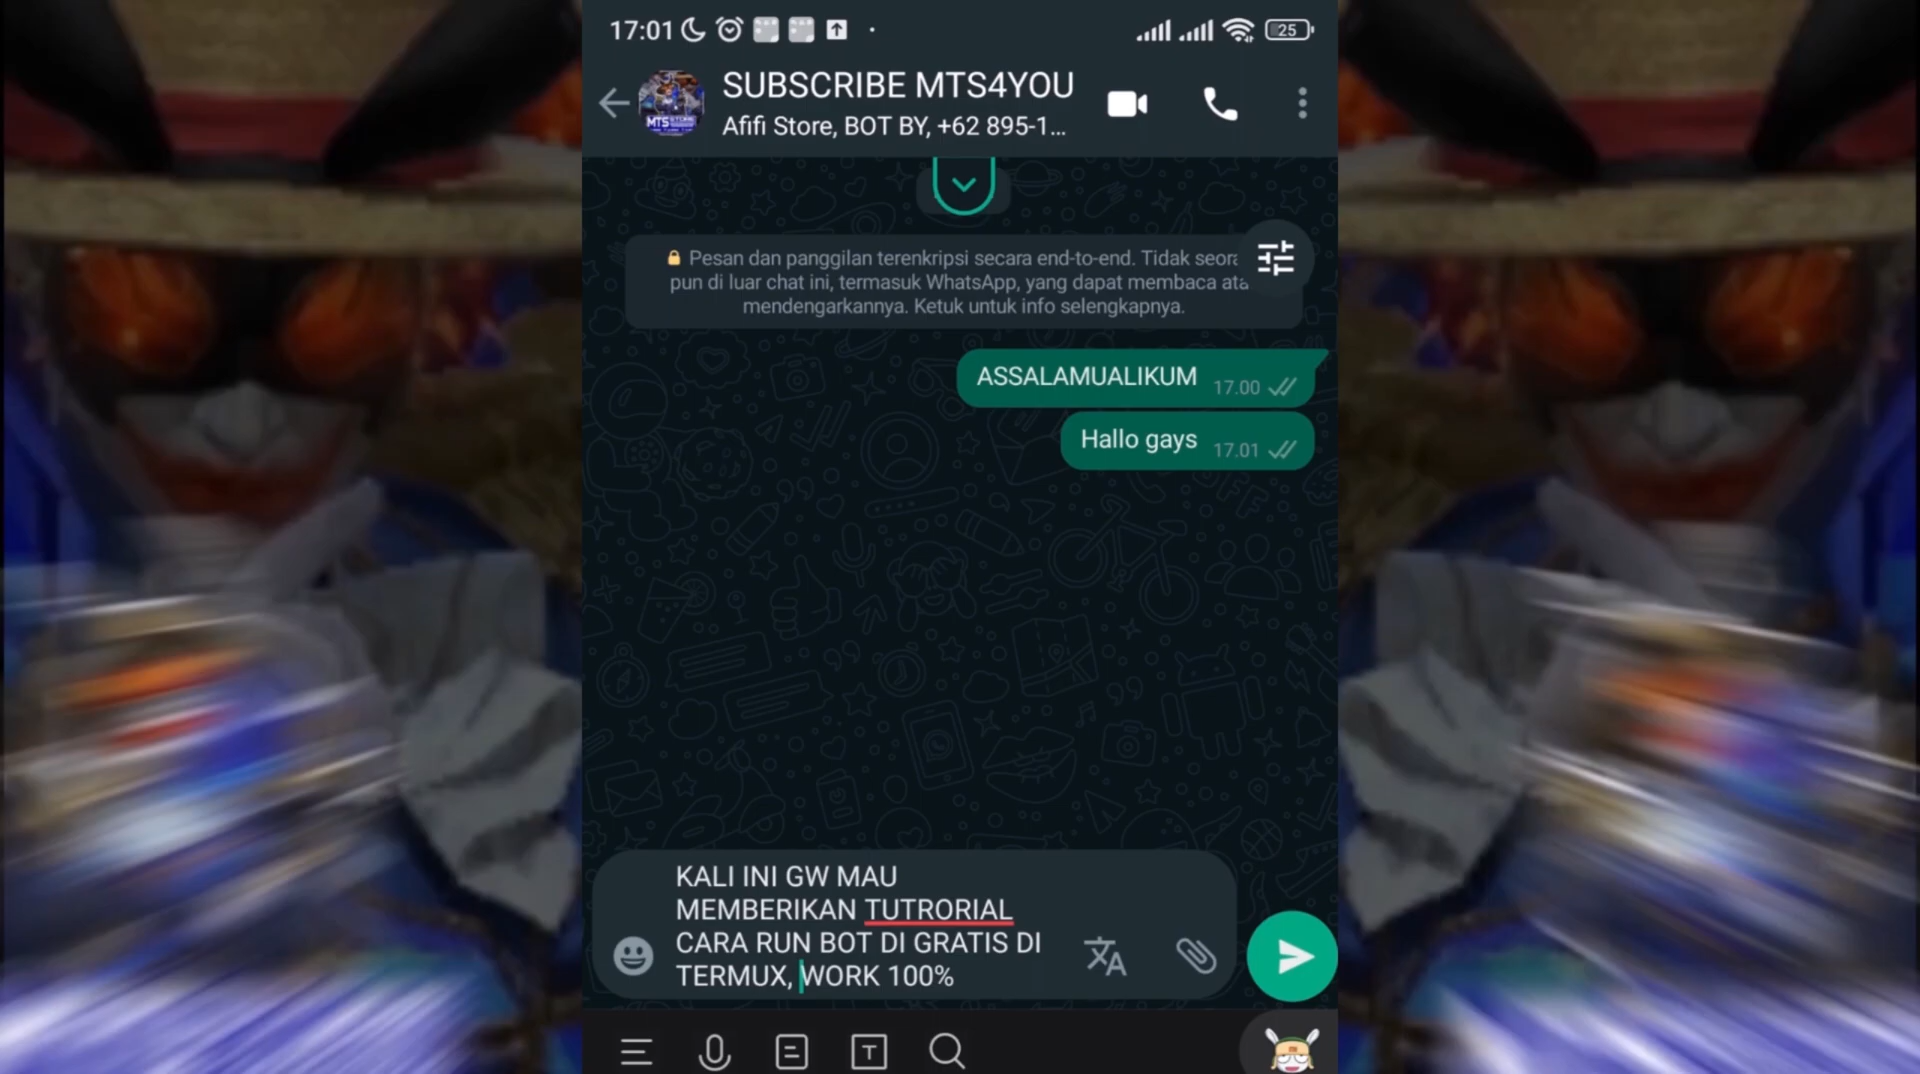 17:01
25
SUBSCRIBE MTS4YOU
Afifi Store, BOT BY, +62 895-1...
MTS
Pesan dan panggilan terenkripsi secara end-to-end. Tidak seora
pun di luar chat ini, termasuk WhatsApp, yang dapat membaca ata
mendengarkannya. Ketuk untuk info selengkapnya.
ASSALAMUALIKUM 17.00
Hallo gays 17.01
KALI INI GW MAU
MEMBERIKAN TUTRORIAL
CARA RUN BOT DI GRATIS DI
TERMUX, WORK 100%